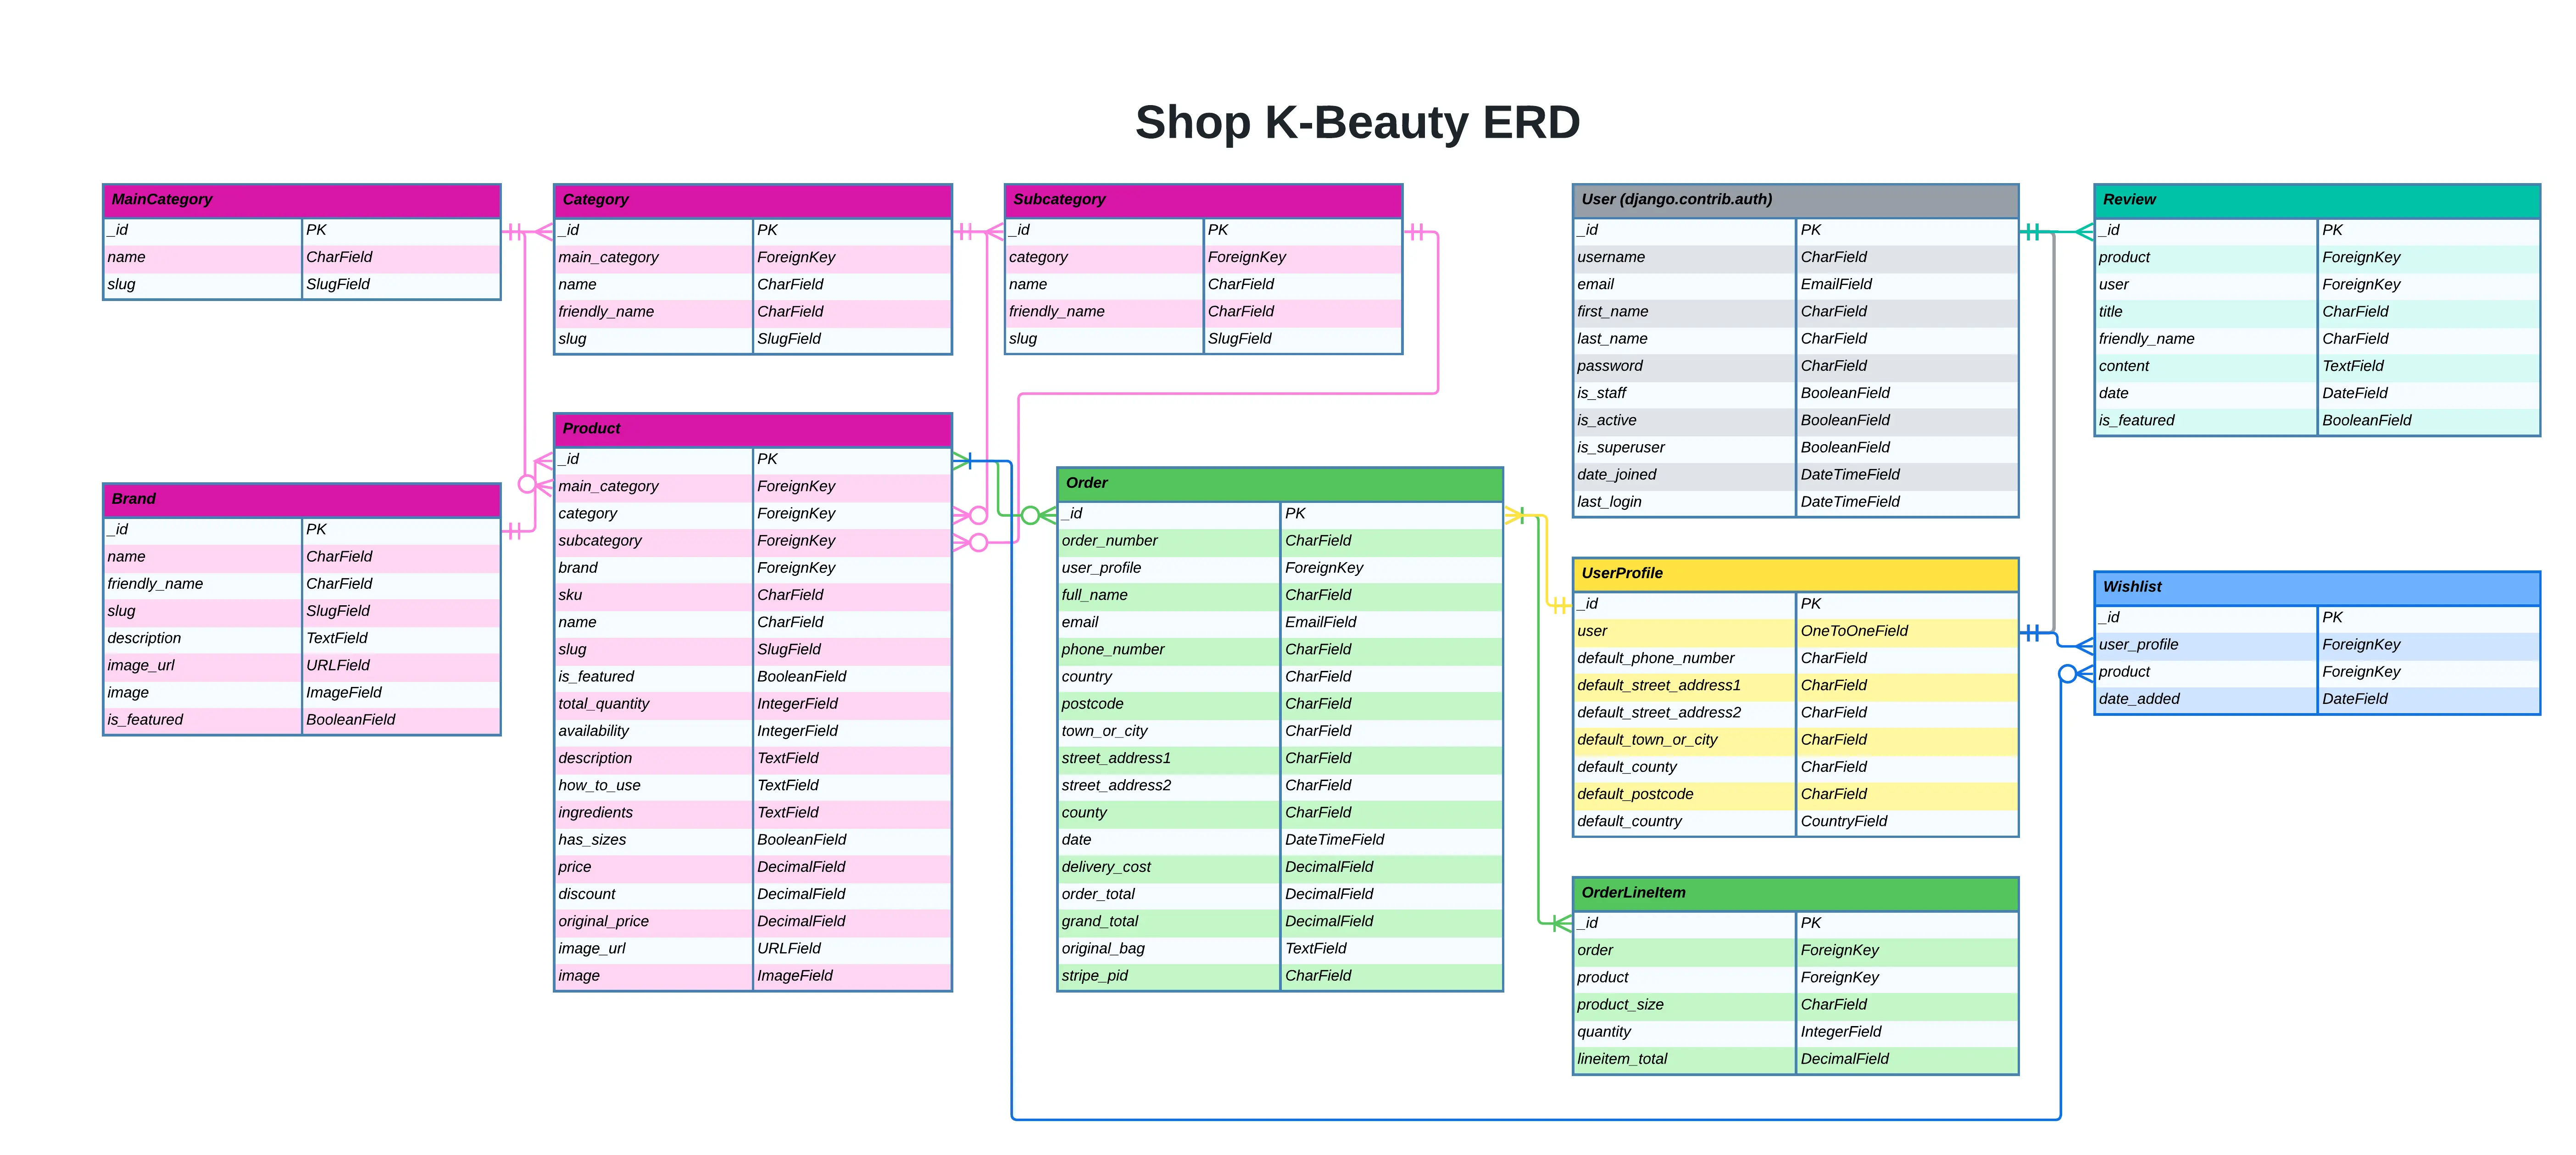 Shop K-Beauty ERD
MainCategory
_id PK
name CharField
slug SlugField
Category
_id PK
main_category ForeignKey
name CharField
friendly_name CharField
slug SlugField
Subcategory
_id PK
category ForeignKey
name CharField
friendly_name CharField
slug SlugField
User (django.contrib.auth)
_id PK
username CharField
email EmailField
first_name CharField
last_name CharField
password CharField
is_staff BooleanField
is_active BooleanField
is_superuser BooleanField
date_joined DateTimeField
last_login DateTimeField
Review
_id PK
product ForeignKey
user ForeignKey
title CharField
friendly_name CharField
content TextField
date DateField
is_featured BooleanField
Brand
_id PK
name CharField
friendly_name CharField
slug SlugField
description TextField
image_url URLField
image ImageField
is_featured BooleanField
Product
_id PK
main_category ForeignKey
category ForeignKey
subcategory ForeignKey
brand ForeignKey
sku CharField
name CharField
slug SlugField
is_featured BooleanField
total_quantity IntegerField
availability IntegerField
description TextField
how_to_use TextField
ingredients TextField
has_sizes BooleanField
price DecimalField
discount DecimalField
original_price DecimalField
image_url URLField
image ImageField
Order
_id PK
order_number CharField
user_profile ForeignKey
full_name CharField
email EmailField
phone_number CharField
country CharField
postcode CharField
town_or_city CharField
street_address1 CharField
street_address2 CharField
county CharField
date DateTimeField
delivery_cost DecimalField
order_total DecimalField
grand_total DecimalField
original_bag TextField
stripe_pid CharField
UserProfile
_id PK
user OneToOneField
default_phone_number CharField
default_street_address1 CharField
default_street_address2 CharField
default_town_or_city CharField
default_county CharField
default_postcode CharField
default_country CountryField
Wishlist
_id PK
user_profile ForeignKey
product ForeignKey
date_added DateField
OrderLineItem
_id PK
order ForeignKey
product ForeignKey
product_size CharField
quantity IntegerField
lineitem_total DecimalField